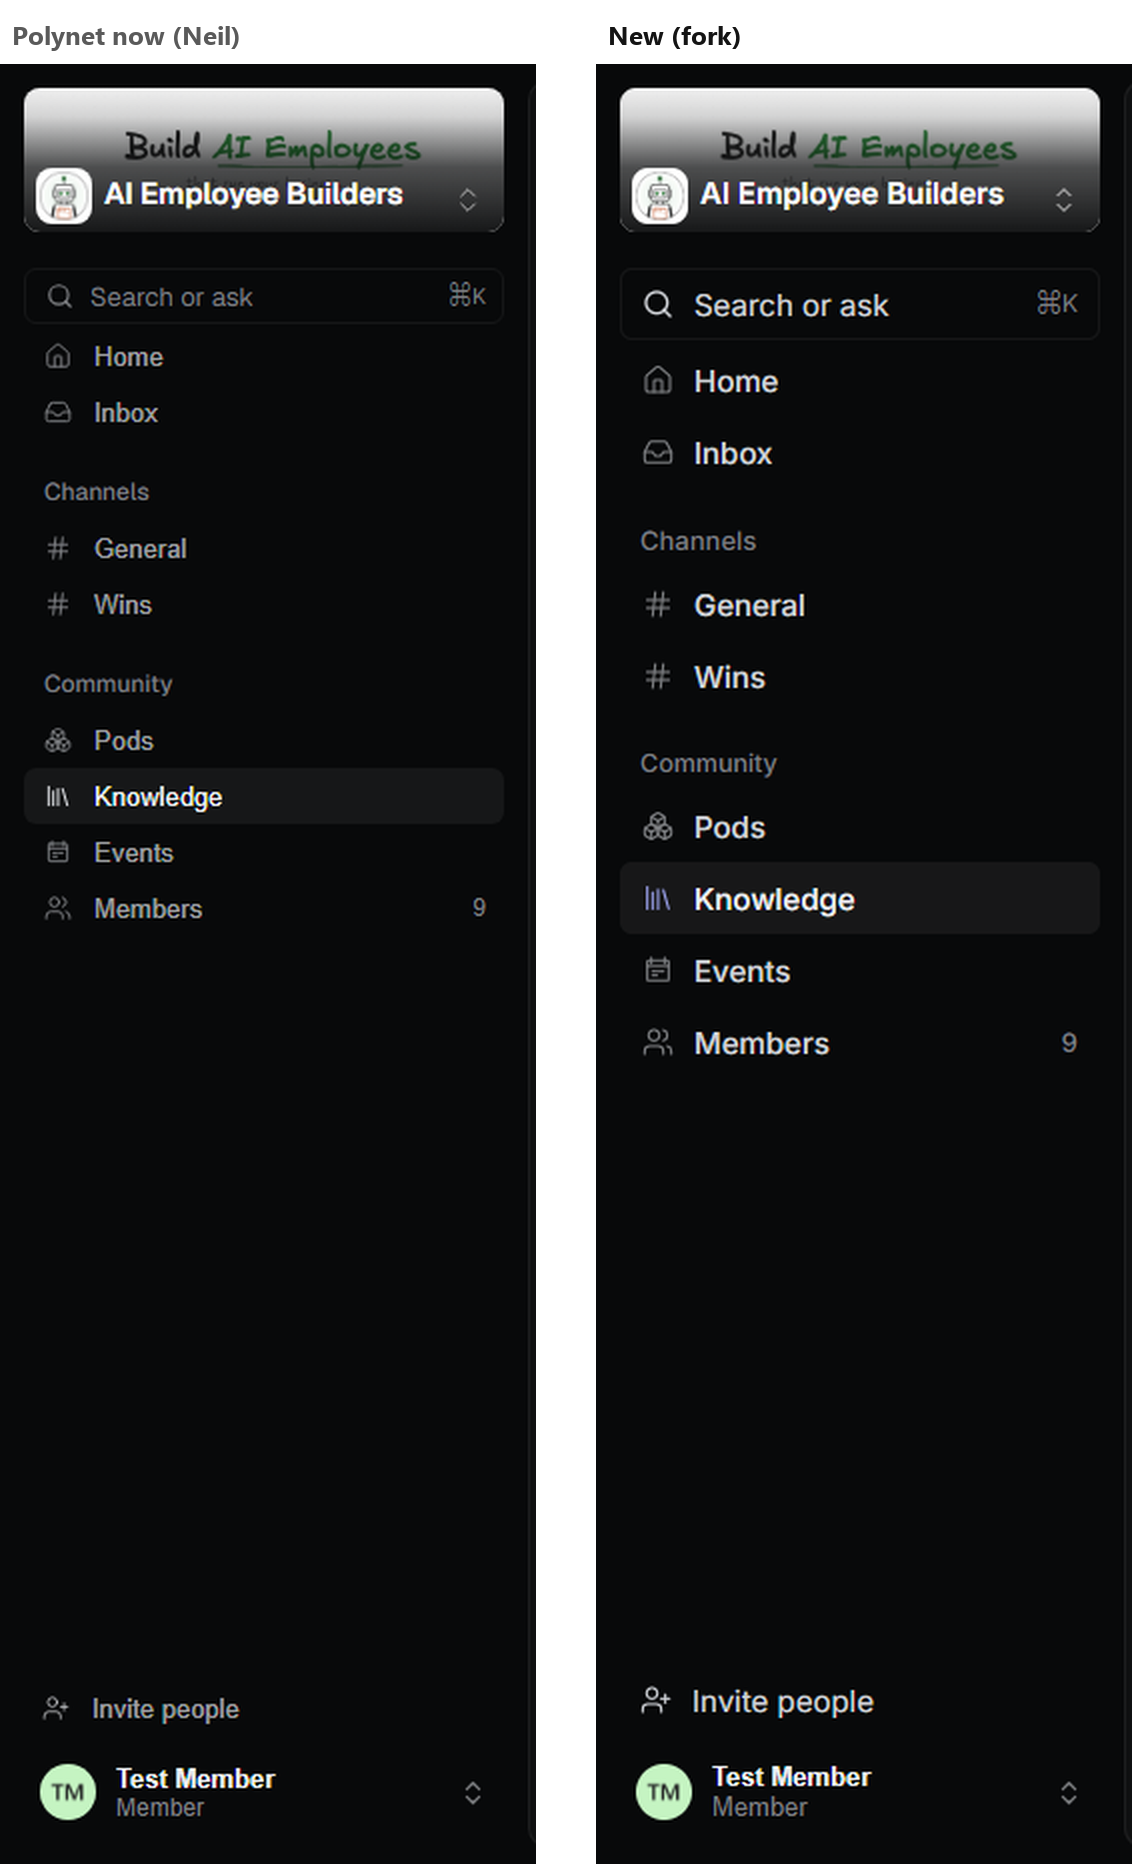 Polynet now (Neil)
Build AI Employees
AI Employee Builders
Search or ask ⌘K
Home
Inbox
Channels
# General
# Wins
Community
Pods
Knowledge
Events
Members 9
Invite people
TM
Test Member
Member
New (fork)
Build AI Employees
AI Employee Builders
Search or ask ⌘K
Home
Inbox
Channels
# General
# Wins
Community
Pods
Knowledge
Events
Members 9
Invite people
TM
Test Member
Member